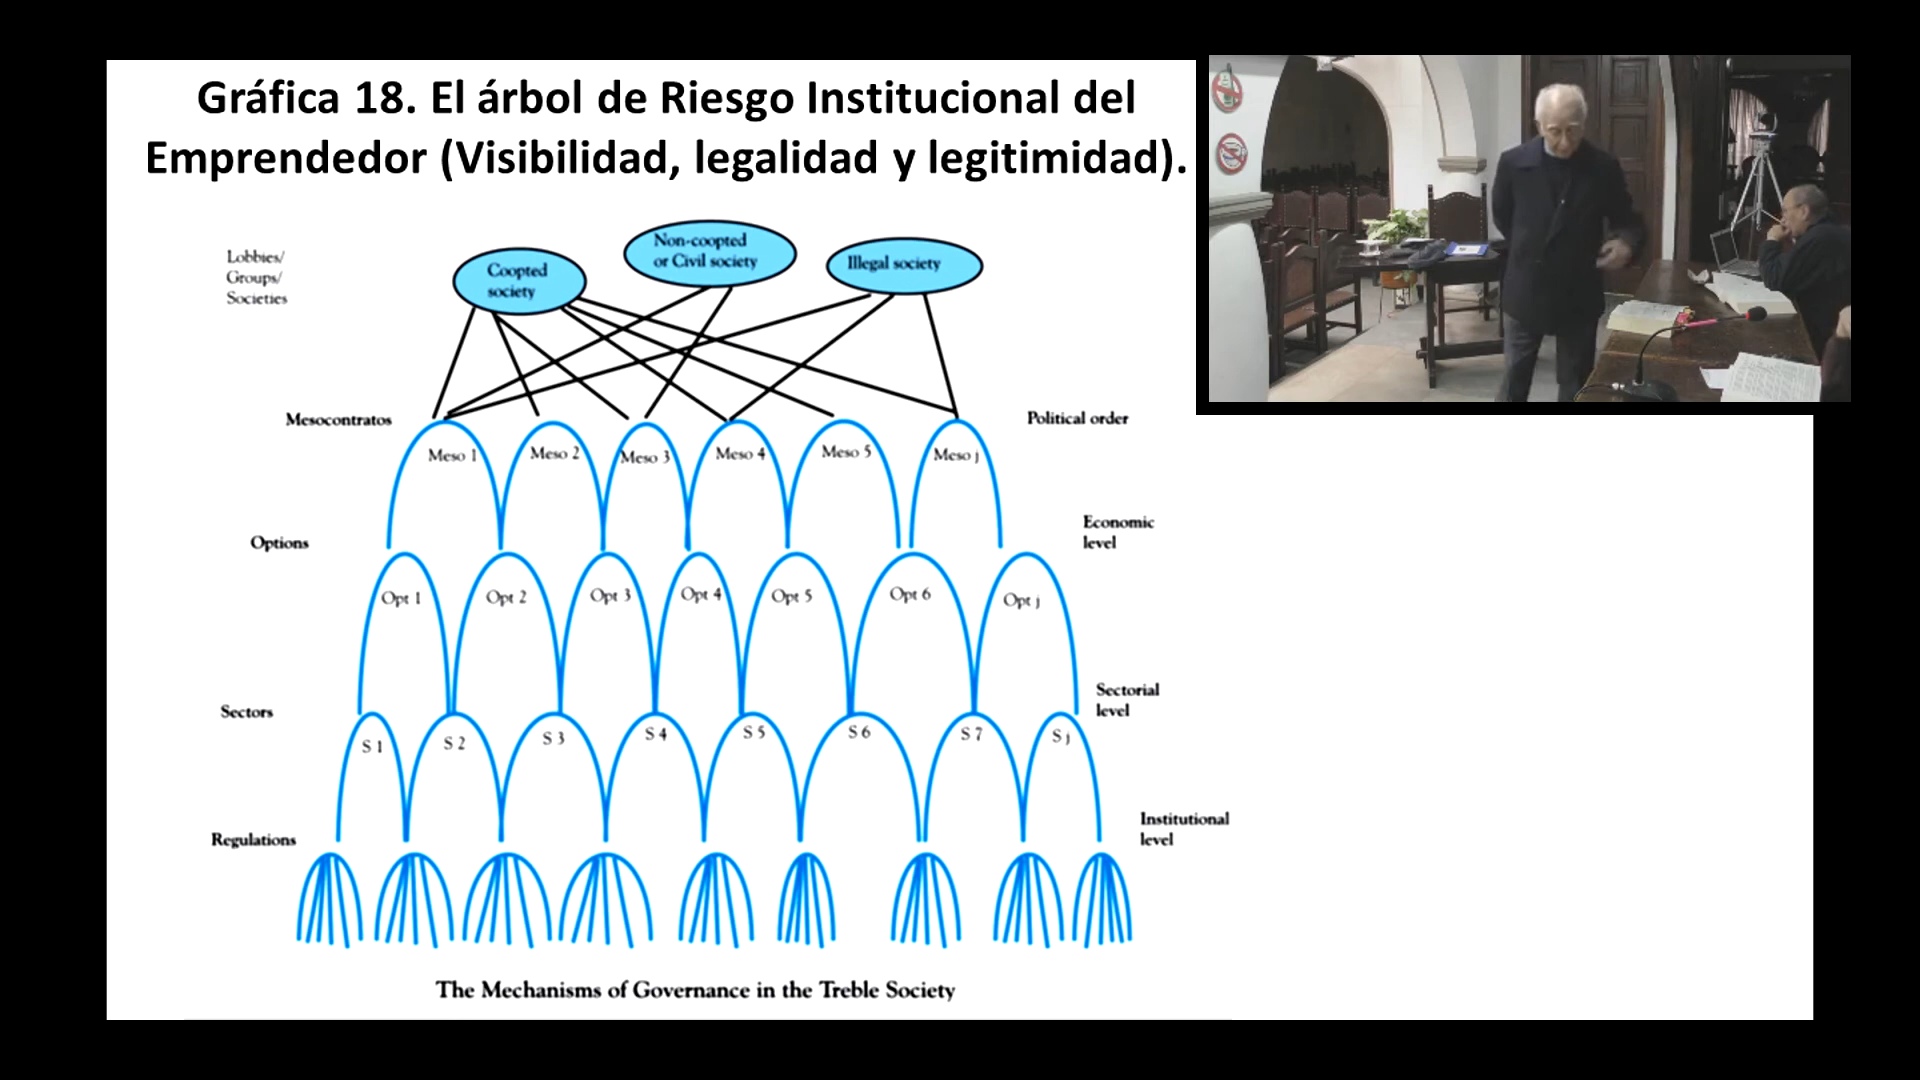 Gráfica 18. El árbol de Riesgo Institucional del
Emprendedor (Visibilidad, legalidad y legitimidad).
Lobbies/
Groups/
Societies
Coopted
society
Non-coopted
or Civil society
Illegal society
Mesocontratos
Political order
Meso 1
Meso 2
Meso 3
Meso 4
Meso 5
Meso j
Options
Economic
level
Opt 1
Opt 2
Opt 3
Opt 4
Opt 5
Opt 6
Opt j
Sectors
Sectorial
level
S 1
S 2
S 3
S 4
S 5
S 6
S 7
S j
Regulations
Institutional
level
The Mechanisms of Governance in the Treble Society